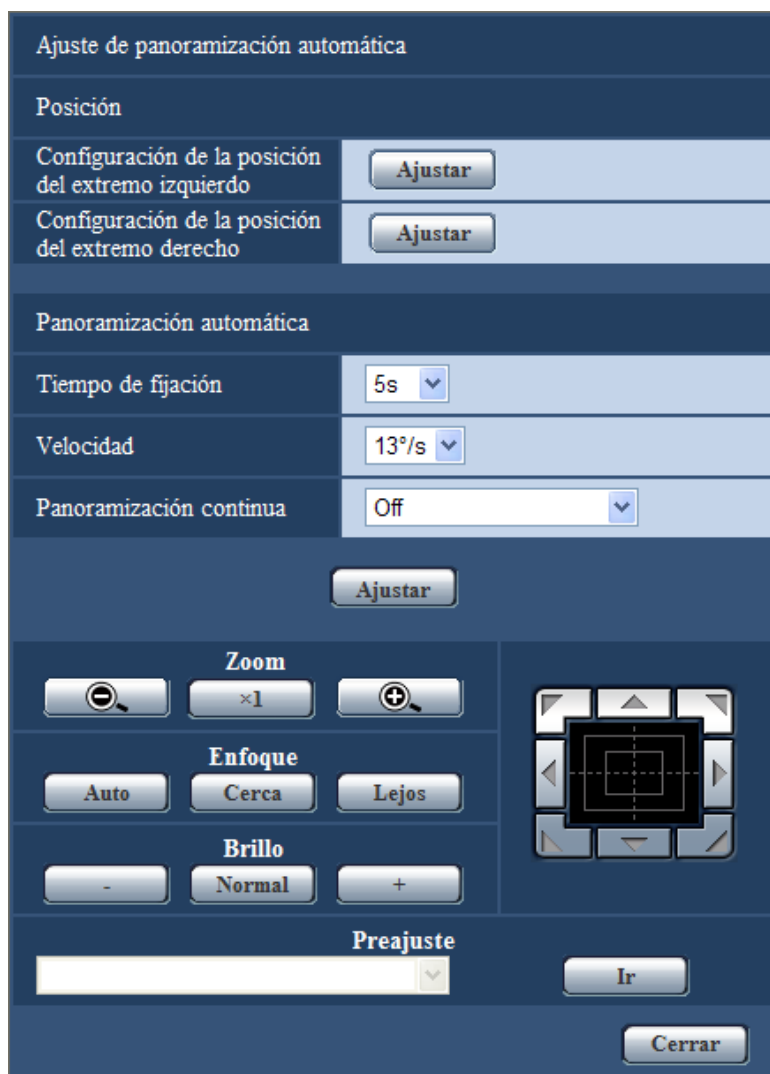 Ajuste de panoramización automática
Posición
Configuración de la posición
del extremo izquierdo
Ajustar
Configuración de la posición
del extremo derecho
Ajustar
Panoramización automática
Tiempo de fijación
5s
Velocidad
13°/s
Panoramización continua
Off
Ajustar
Zoom
×1
Enfoque
Auto
Cerca
Lejos
Brillo
-
Normal
+
Preajuste
Ir
Cerrar